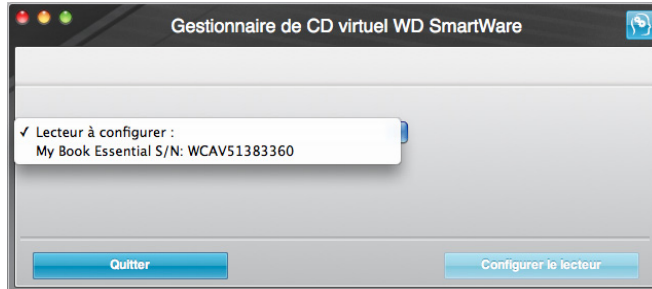 Gestionnaire de CD virtuel WD SmartWare
✓ Lecteur à configurer :
My Book Essential S/N: WCAV51383360
Quitter
Configurer le lecteur